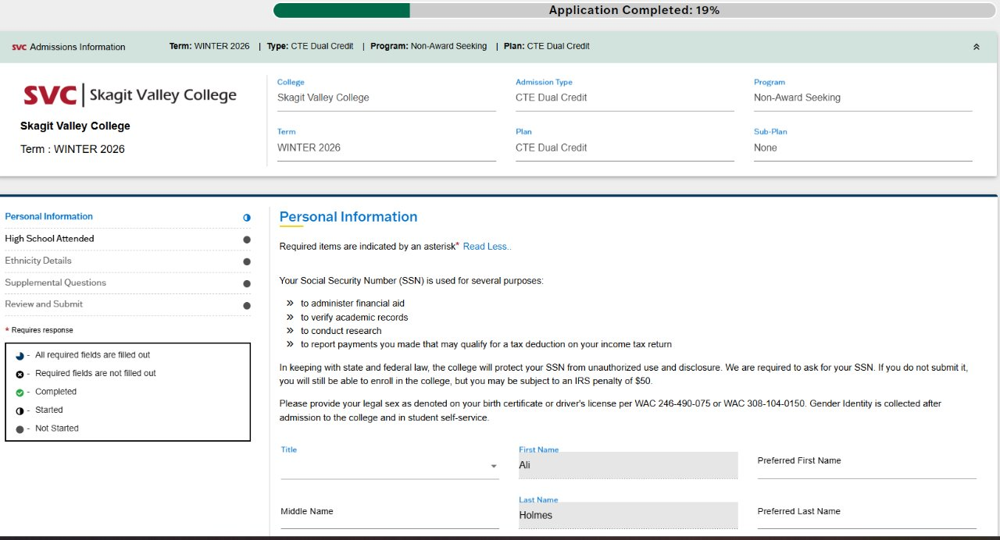 Application Completed: 19%
SVC Admissions Information
Term: WINTER 2026 | Type: CTE Dual Credit | Program: Non-Award Seeking | Plan: CTE Dual Credit
SVC | Skagit Valley College
Skagit Valley College
Term : WINTER 2026
College
Skagit Valley College
Admission Type
CTE Dual Credit
Program
Non-Award Seeking
Term
WINTER 2026
Plan
CTE Dual Credit
Sub-Plan
None
Personal Information
High School Attended
Ethnicity Details
Supplemental Questions
Review and Submit
* Requires response
- All required fields are filled out
- Required fields are not filled out
- Completed
- Started
- Not Started
Personal Information
Required items are indicated by an asterisk* Read Less..
Your Social Security Number (SSN) is used for several purposes:
» to administer financial aid
» to verify academic records
» to conduct research
» to report payments you made that may qualify for a tax deduction on your income tax return
In keeping with state and federal law, the college will protect your SSN from unauthorized use and disclosure. We are required to ask for your SSN. If you do not submit it,
you will still be able to enroll in the college, but you may be subject to an IRS penalty of $50.
Please provide your legal sex as denoted on your birth certificate or driver's license per WAC 246-490-075 or WAC 308-104-0150. Gender Identity is collected after
admission to the college and in student self-service.
Title
First Name
Ali
Preferred First Name
Middle Name
Last Name
Holmes
Preferred Last Name